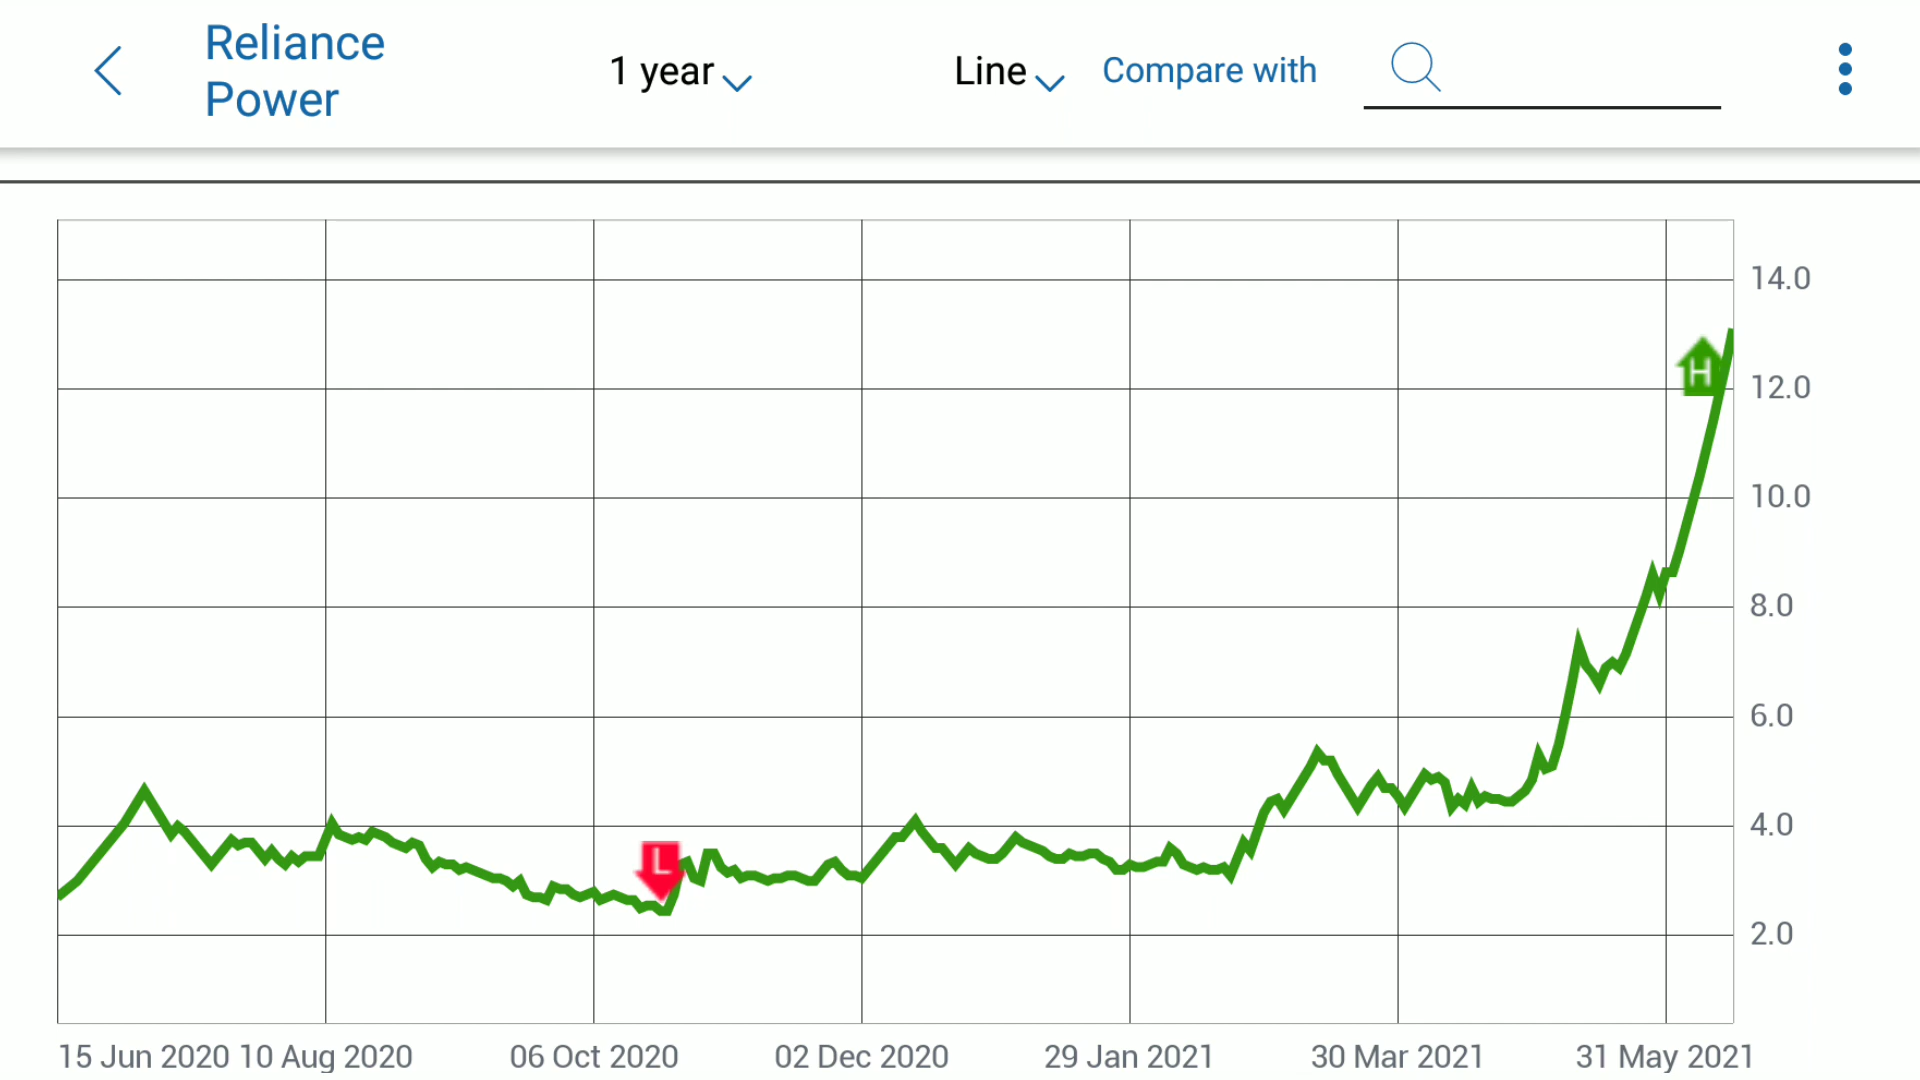 Reliance
Power
1 year
Line
Compare with
14.0
H
12.0
10.0
8.0
6.0
4.0
L
2.0
15 Jun 2020 10 Aug 2020 06 Oct 2020 02 Dec 2020 29 Jan 2021 30 Mar 2021 31 May 2021